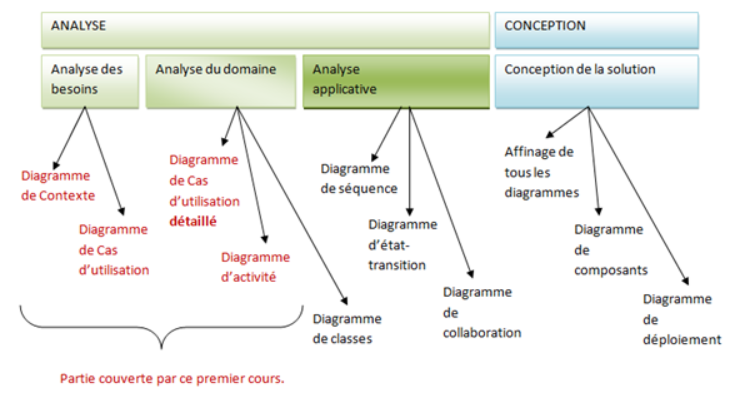 ANALYSE
CONCEPTION
Analyse des
besoins
Analyse du domaine
Analyse
applicative
Conception de la solution
Diagramme
de Contexte
Diagramme
de Cas
d’utilisation
Diagramme
de Cas
d’utilisation
détaillé
Diagramme
d’activité
Diagramme
de classes
Diagramme
de séquence
Diagramme
d’état-
transition
Diagramme
de
collaboration
Affinage de
tous les
diagrammes
Diagramme
de
composants
Diagramme
de
déploiement
Partie couverte par ce premier cours.